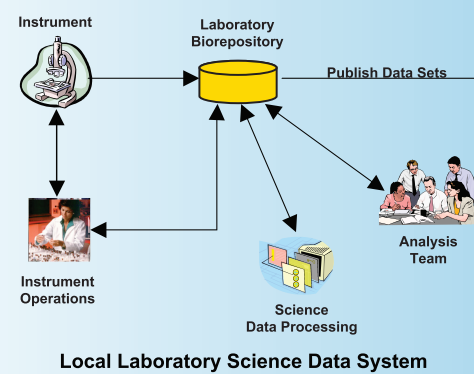 Instrument
Laboratory
Biorepository
Publish Data Sets
Instrument
Operations
Science
Data Processing
Analysis
Team
Local Laboratory Science Data System